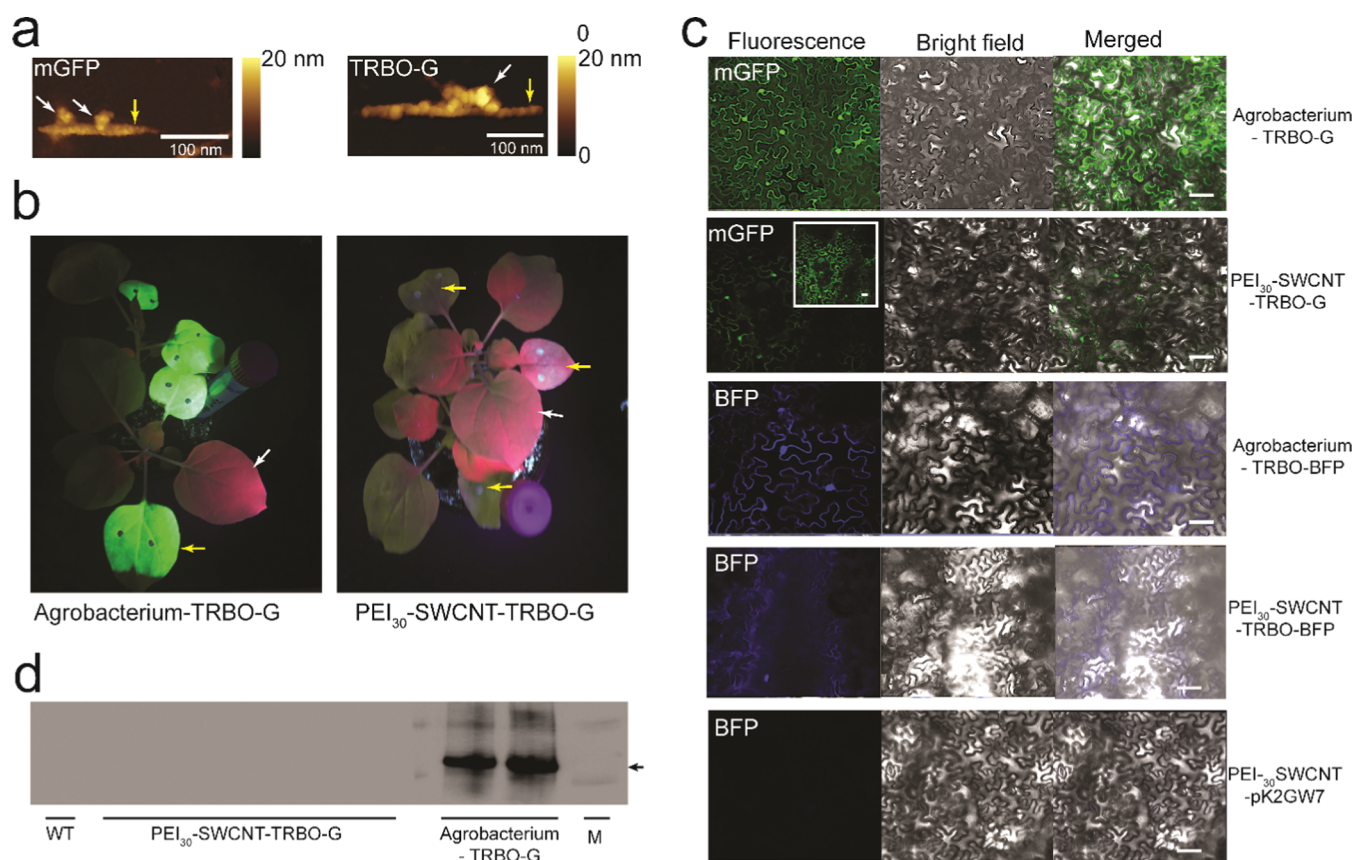 a
mGFP
20 nm
100 nm
TRBO-G
0
20 nm
100 nm
0
b
Agrobacterium-TRBO-G
PEI30-SWCNT-TRBO-G
c
Fluorescence
Bright field
Merged
mGFP
Agrobacterium
- TRBO-G
mGFP
PEI30-SWCNT
-TRBO-G
BFP
Agrobacterium
- TRBO-BFP
BFP
PEI30-SWCNT
-TRBO-BFP
BFP
PEI-30SWCNT
-pK2GW7
d
WT
PEI30-SWCNT-TRBO-G
Agrobacterium
- TRBO-G
M